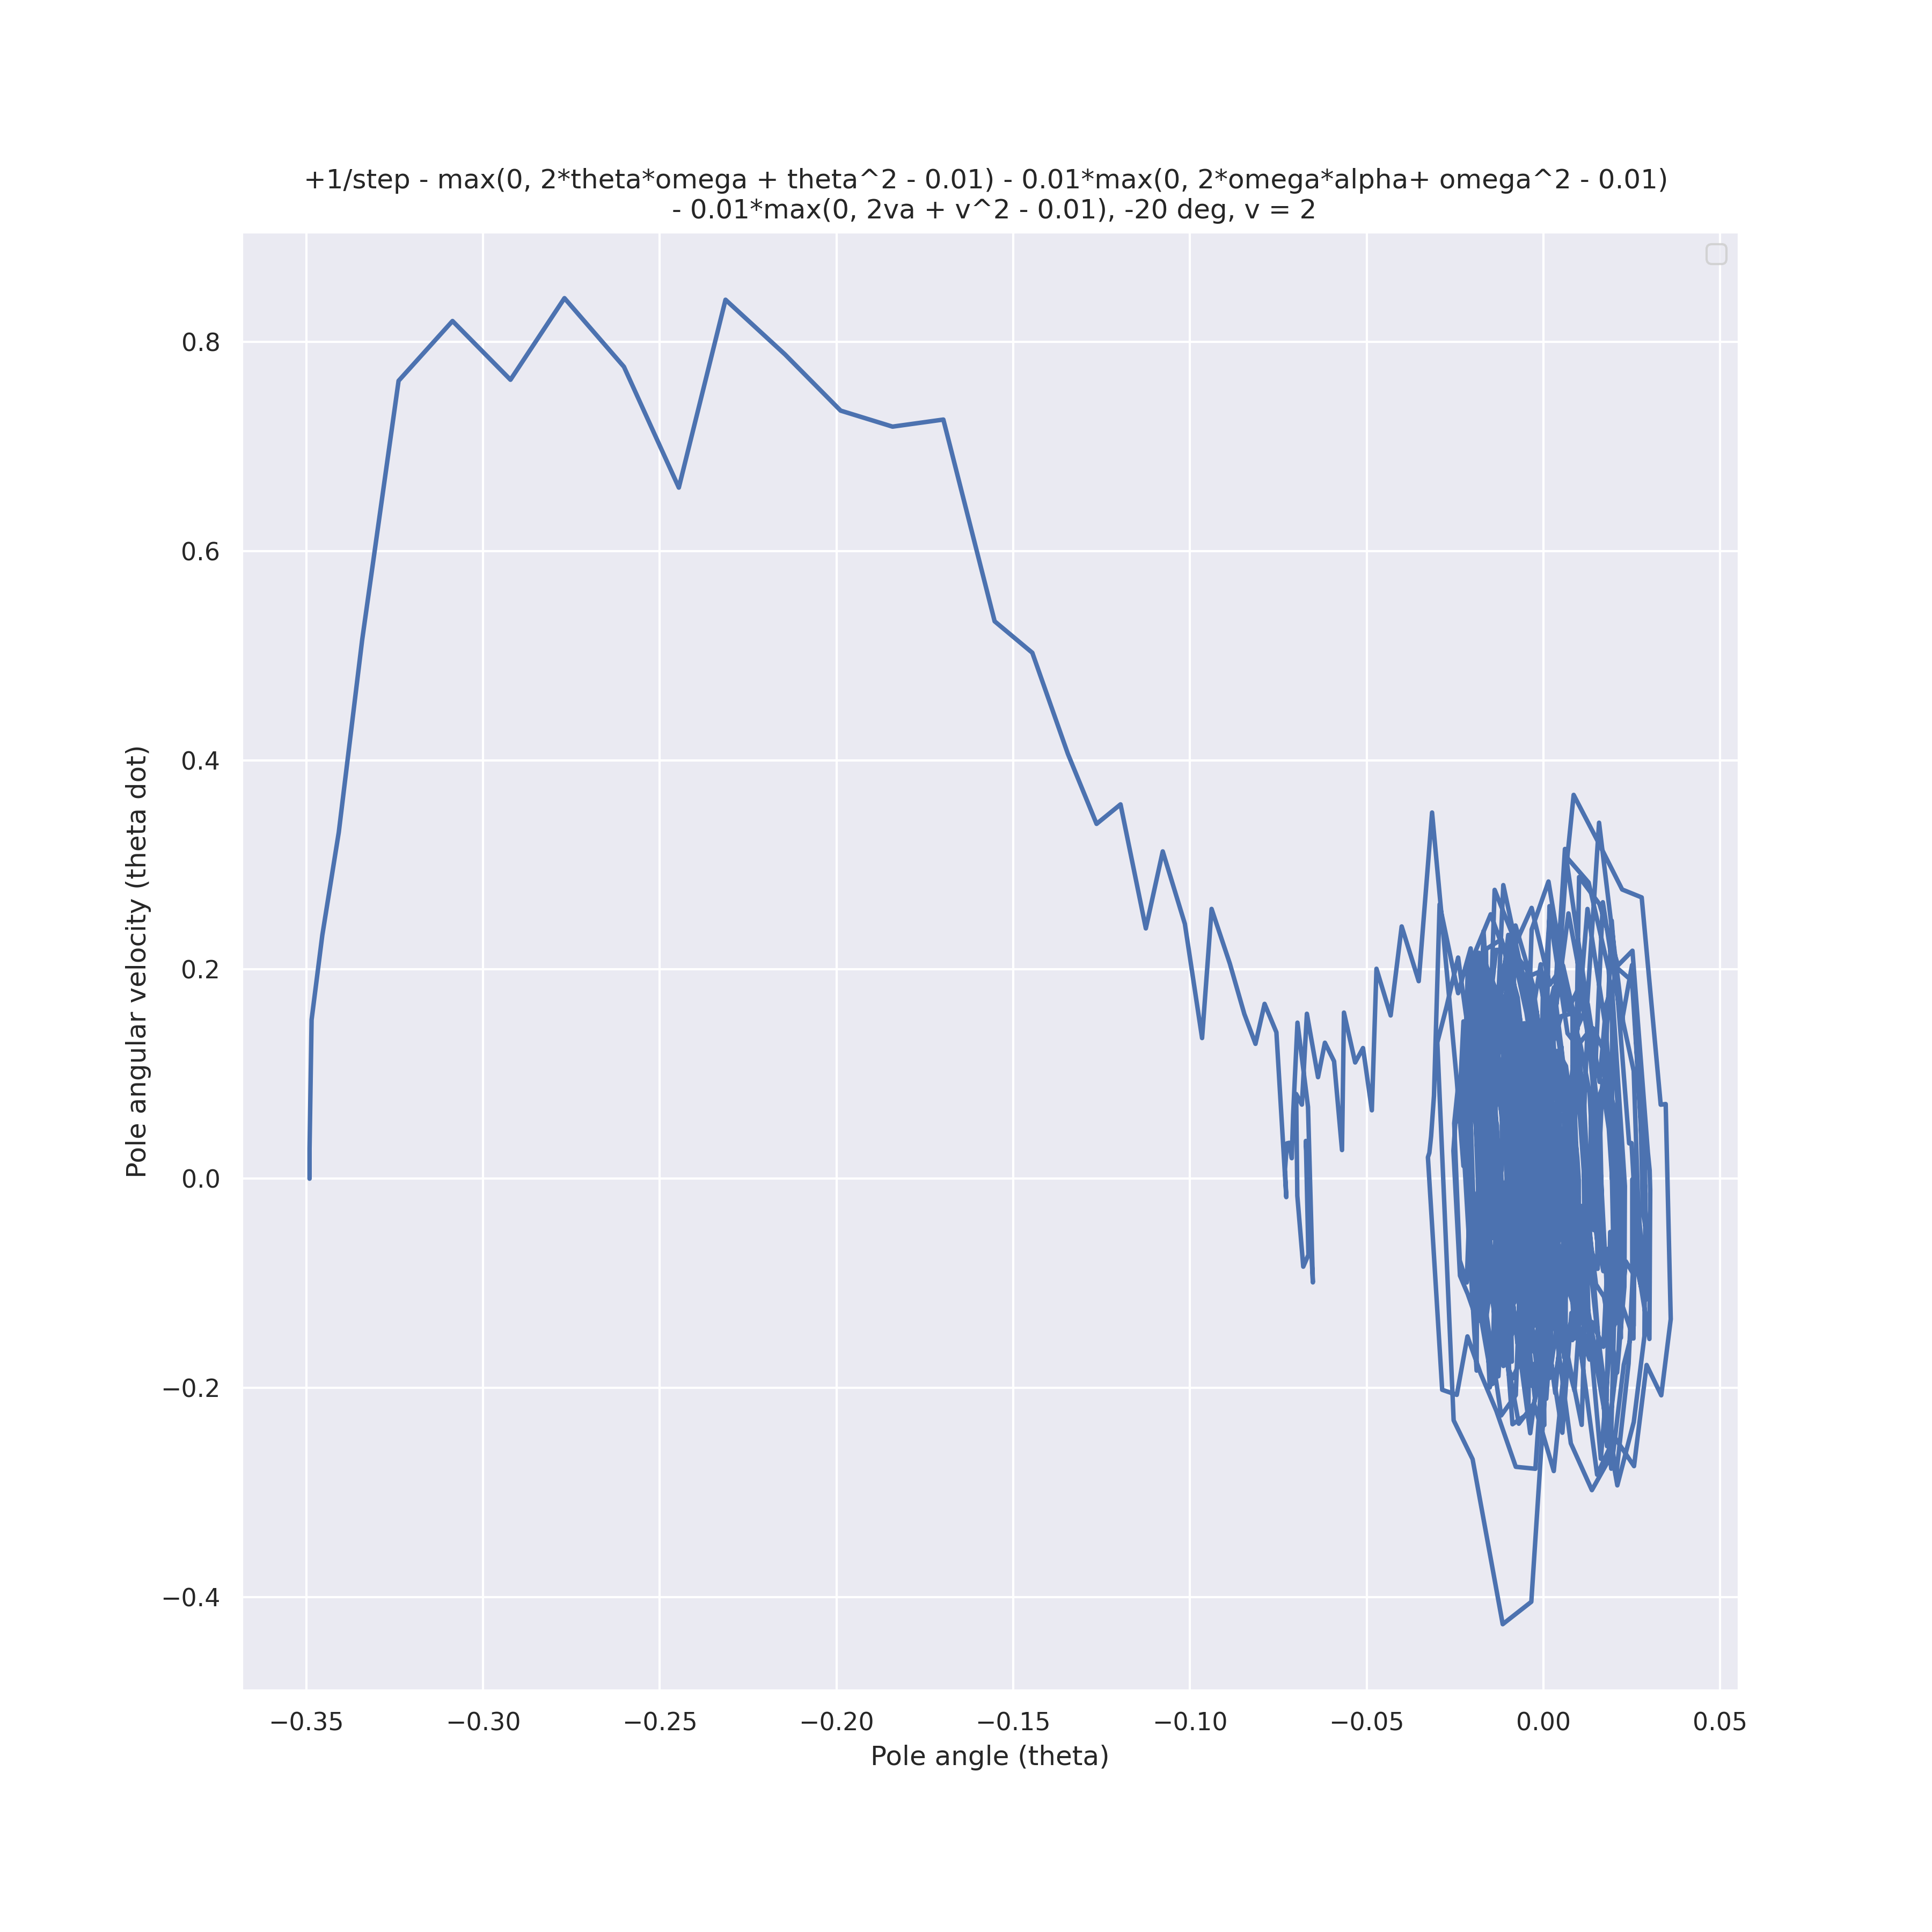 +1/step - max(0, 2*theta*omega + theta^2 - 0.01) - 0.01*max(0, 2*omega*alpha+ omega^2 - 0.01)
- 0.01*max(0, 2va + v^2 - 0.01), -20 deg, v = 2
0.8
0.6
0.4
0.2
0.0
−0.2
−0.4
Pole angular velocity (theta dot)
−0.35 −0.30 −0.25 −0.20 −0.15 −0.10 −0.05 0.00 0.05
Pole angle (theta)